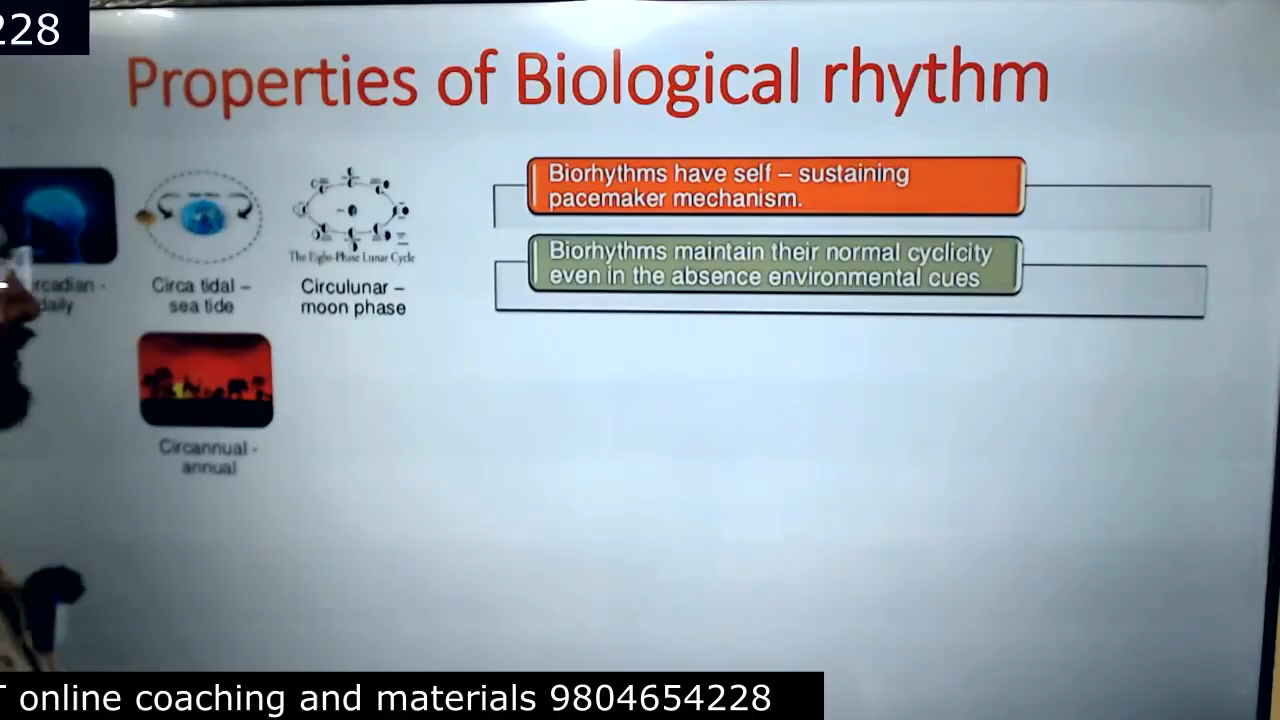 228
Properties of Biological rhythm
Biorhythms have self – sustaining
pacemaker mechanism.
Biorhythms maintain their normal cyclicity
even in the absence environmental cues
The Eight-Phase Lunar Cycle
rcadian -
daily
Circa tidal –
sea tide
Circulunar –
moon phase
Circannual -
annual
T online coaching and materials 9804654228